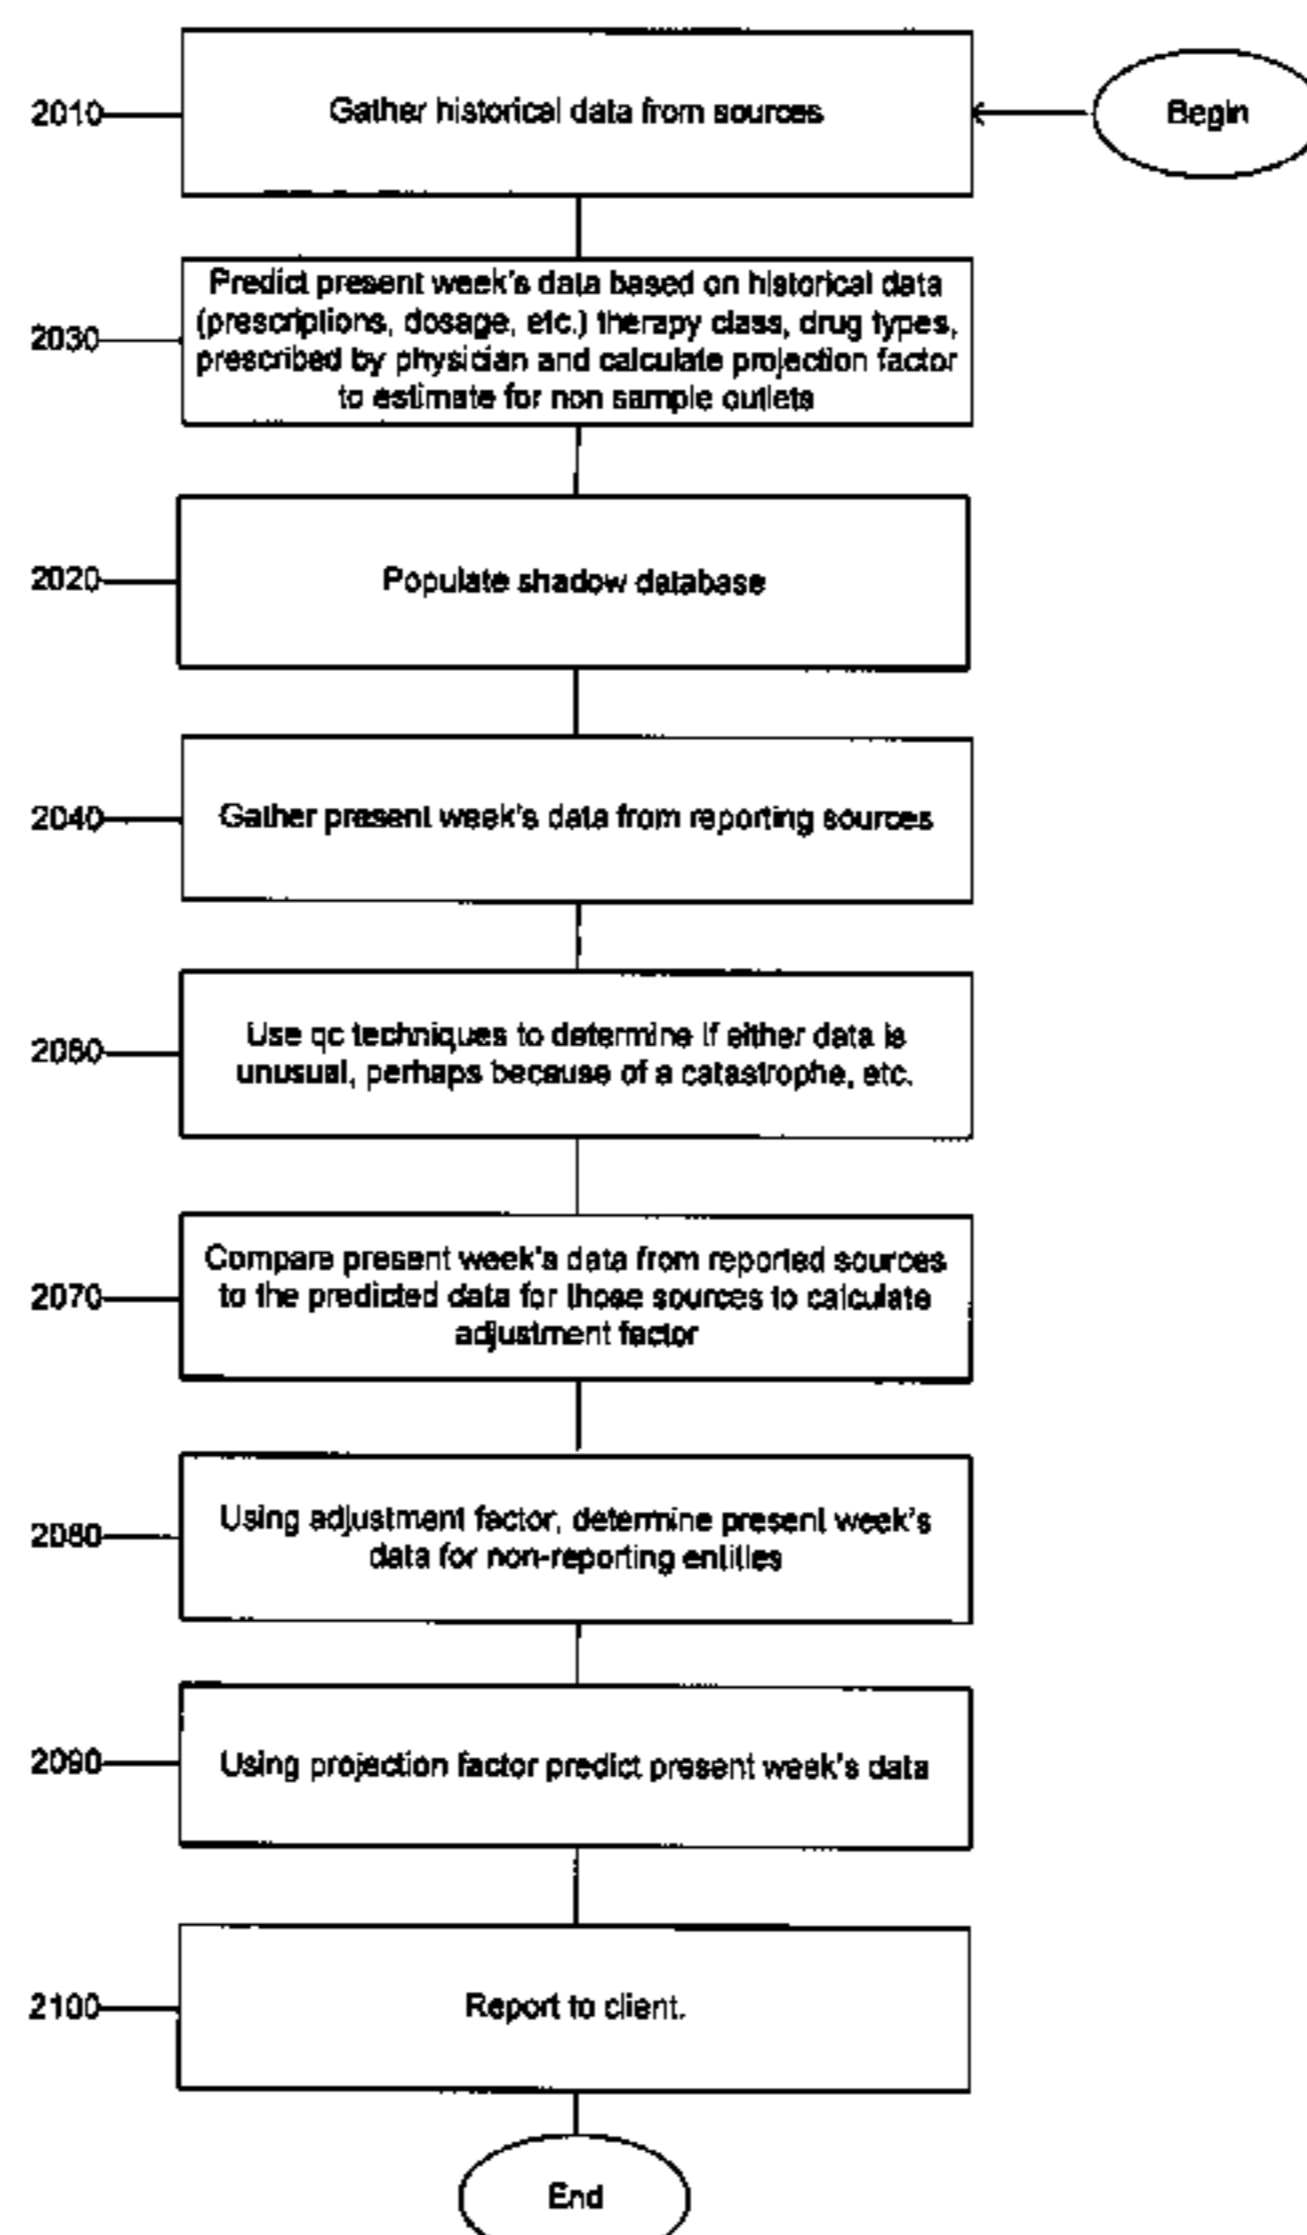 2010
Gather historical data from sources
Begin
2030
Predict present week's data based on historical data
(prescriptions, dosage, etc.) therapy class, drug types,
prescribed by physician and calculate projection factor
to estimate for non sample outlets
2020
Populate shadow database
2040
Gather present week's data from reporting sources
2060
Use qc techniques to determine if either data is
unusual, perhaps because of a catastrophe, etc.
2070
Compare present week's data from reported sources
to the predicted data for those sources to calculate
adjustment factor
2080
Using adjustment factor, determine present week's
data for non-reporting entities
2090
Using projection factor predict present week's data
2100
Report to client.
End